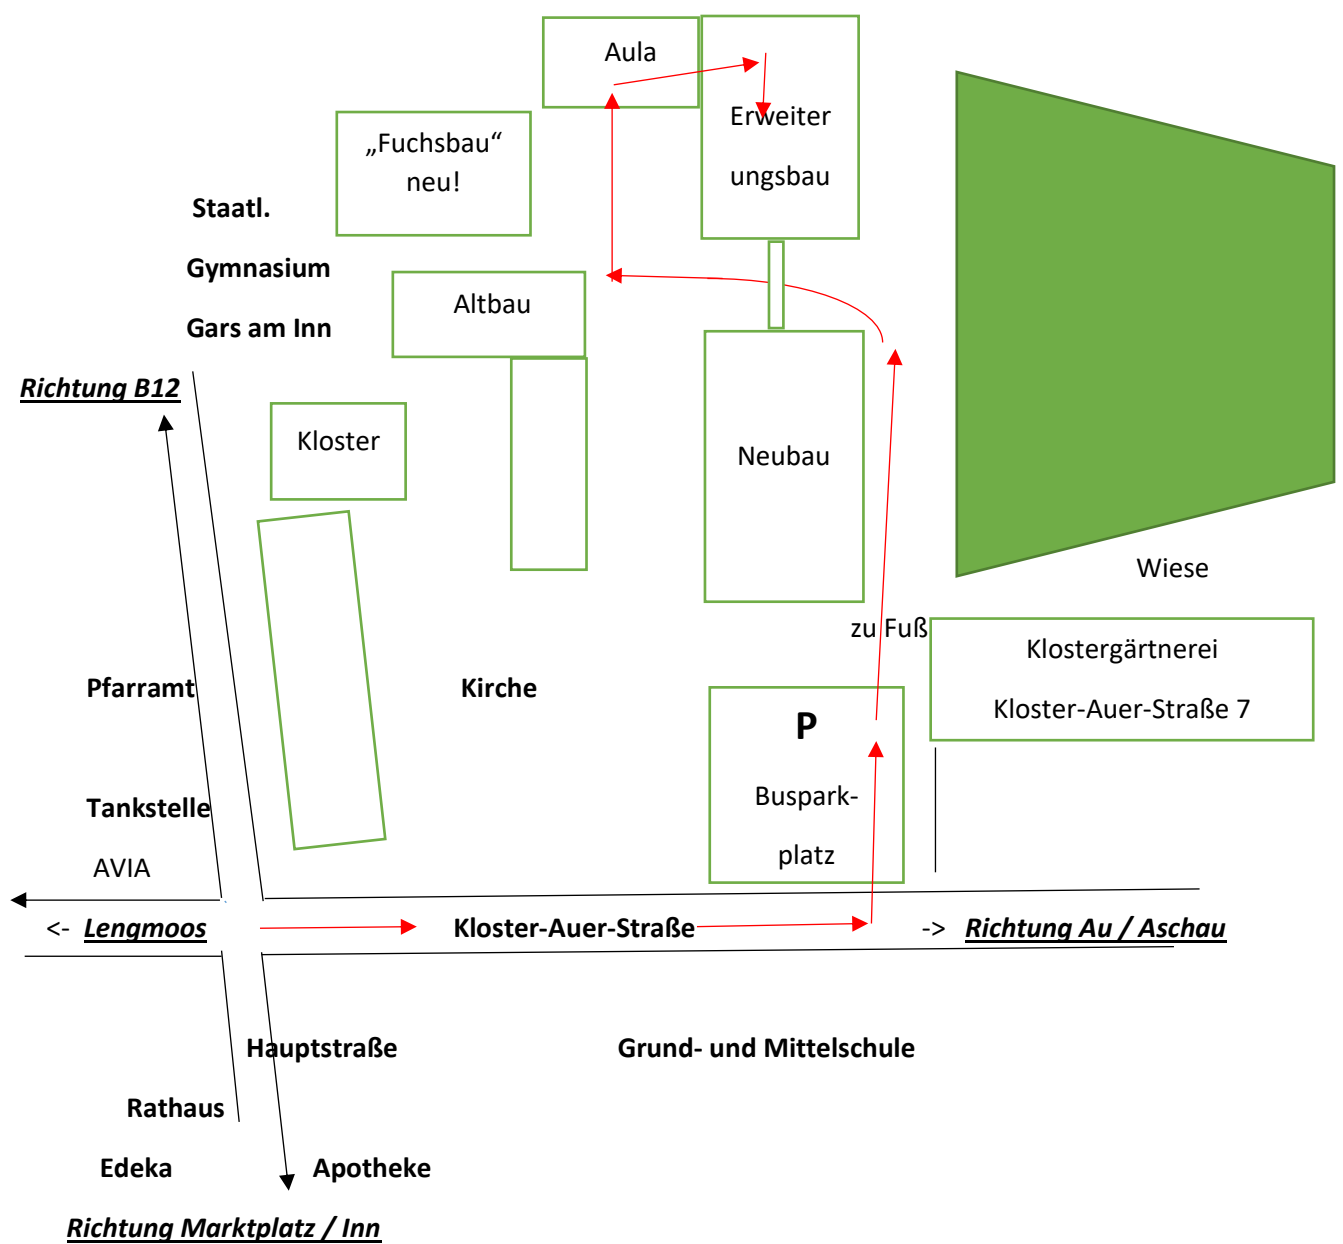 Aula
Erweiter
ungsbau
„Fuchsbau“
neu!
Staatl.
Gymnasium
Gars am Inn
Altbau
Richtung B12
Kloster
Neubau
Wiese
zu Fuß
Klostergärtnerei
Kloster-Auer-Straße 7
Pfarramt
Kirche
P
Buspark-
platz
Tankstelle
AVIA
<- Lengmoos
Kloster-Auer-Straße
-> Richtung Au / Aschau
Hauptstraße
Grund- und Mittelschule
Rathaus
Edeka
Apotheke
Richtung Marktplatz / Inn